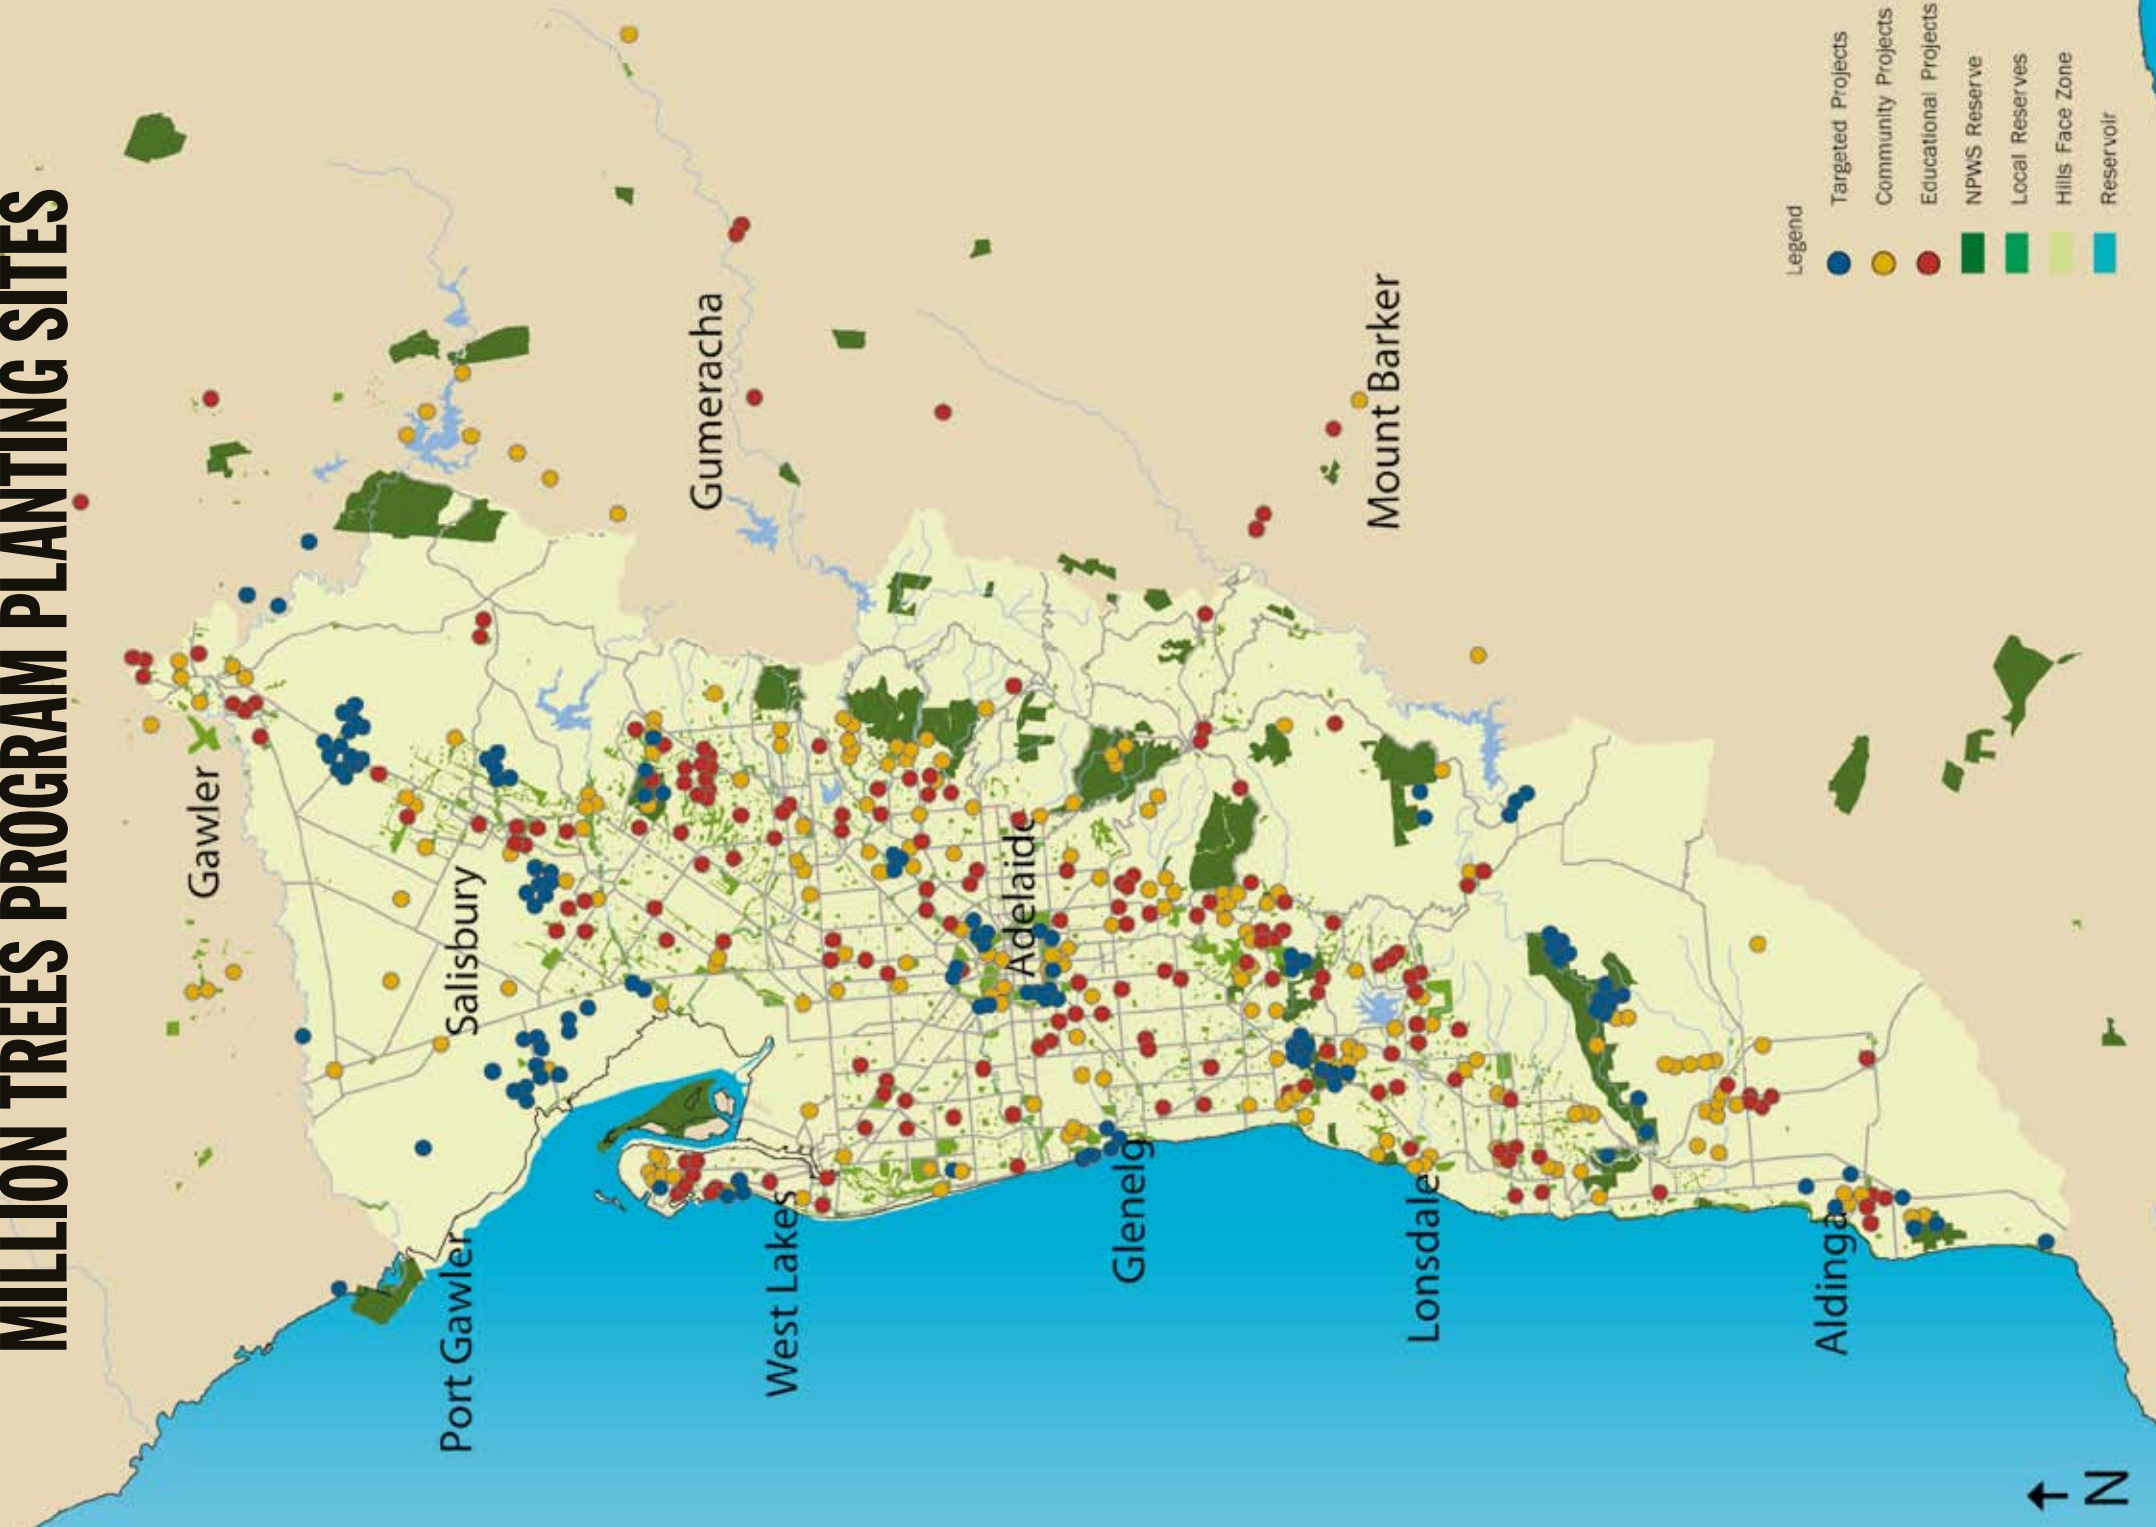 MILLION TREES PROGRAM PLANTING SITES
Gawler
Salisbury
Port Gawler
Gumeracha
West Lakes
Adelaide
Glenelg
Mount Barker
Lonsdale
Aldinga
Legend
Targeted Projects
Community Projects
Educational Projects
NPWS Reserve
Local Reserves
Hills Face Zone
Reservoir
N